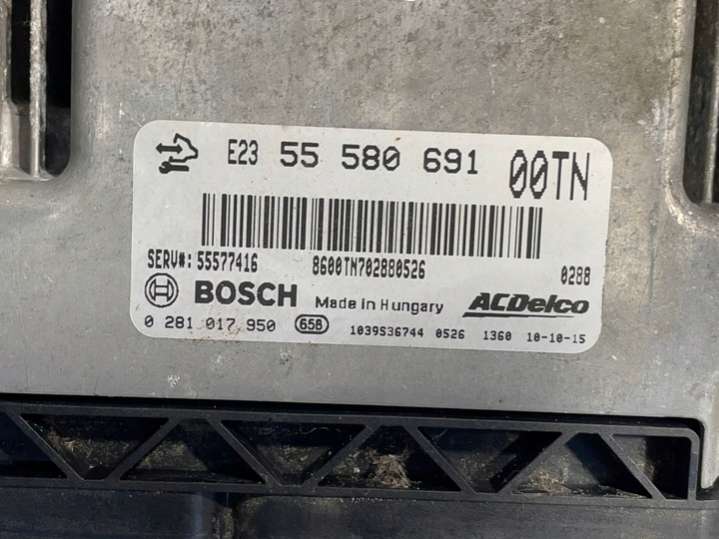 E23 55 580 691 00TN
SERV#: 55577416 8600TN702880526 0288
BOSCH Made in Hungary ACDelco
0 281 017 950 658 1039S36744 0526 1360 10-10-15